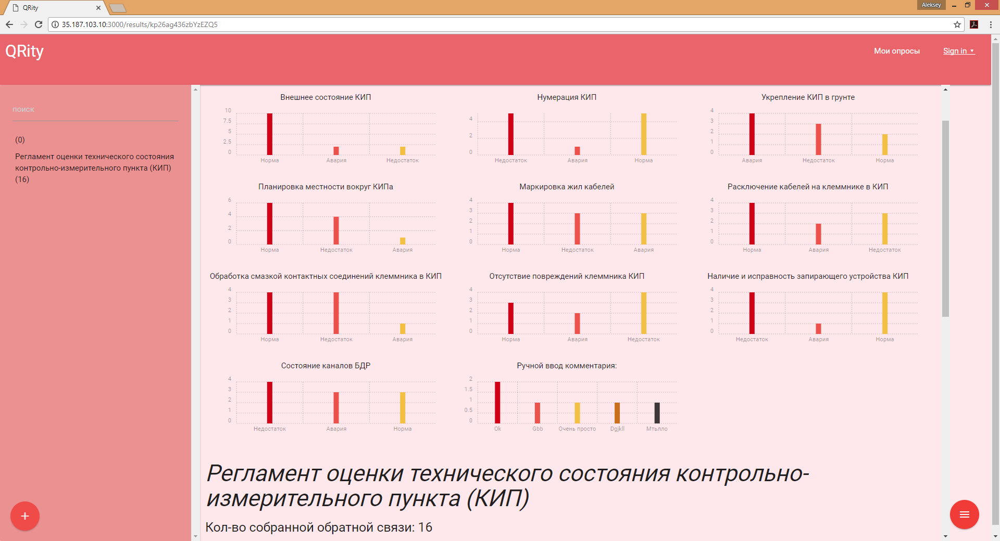 QRity
Aleksey
35.187.103.10:3000/results/kp26ag436zbYzEZQ5
QRity
Мои опросы
Sign in
поиск
(0)
Регламент оценки технического состояния
контрольно-измерительного пункта (КИП)
(16)
Внешнее состояние КИП
10
7.5
5
2.5
0
Норма Авария Недостаток
Нумерация КИП
4
2
0
Недостаток Авария Норма
Укрепление КИП в грунте
4
3
2
1
0
Авария Недостаток Норма
Планировка местности вокруг КИПа
6
4
2
0
Норма Недостаток Авария
Маркировка жил кабелей
4
3
2
1
0
Норма Недостаток Авария
Расключение кабелей на клеммнике в КИП
4
3
2
1
0
Норма Авария Недостаток
Обработка смазкой контактных соединений клеммника в КИП
4
3
2
1
0
Норма Недостаток Авария
Отсутствие повреждений клеммника КИП
4
3
2
1
0
Норма Авария Недостаток
Наличие и исправность запирающего устройства КИП
4
3
2
1
0
Недостаток Авария Норма
Состояние каналов БДР
4
3
2
1
0
Недостаток Авария Норма
Ручной ввод комментария:
2
1.5
1
0.5
0
Ok Gbb Очень просто Dgjkll Мтьлло
Регламент оценки технического состояния контрольно-
измерительного пункта (КИП)
Кол-во собранной обратной связи: 16